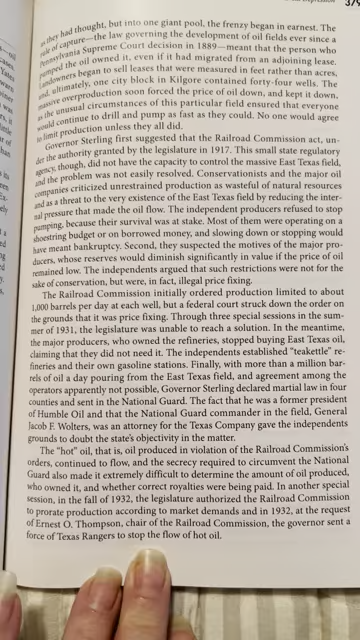 379
as they had thought, but into one giant pool, the frenzy began in earnest. The
rule of capture—the law governing the development of oil fields ever since a
Pennsylvania Supreme Court decision in 1889—meant that the person who
pumped the oil owned it, even if it had migrated from an adjoining lease.
Landowners began to sell leases that were measured in feet rather than acres,
and, ultimately, one city block in Kilgore contained forty-four wells. The
massive overproduction soon forced the price of oil down, and kept it down,
as the unusual circumstances of this particular field ensured that everyone
would continue to drill and pump as fast as they could. No one would agree
to limit production unless they all did.
Governor Sterling first suggested that the Railroad Commission act, un-
der the authority granted by the legislature in 1917. This small state regulatory
agency, though, did not have the capacity to control the massive East Texas field,
and the problem was not easily resolved. Conservationists and the major oil
companies criticized unrestrained production as wasteful of natural resources
and as a threat to the very existence of the East Texas field by reducing the inter-
nal pressure that made the oil flow. The independent producers refused to stop
pumping, because their survival was at stake. Most of them were operating on a
shoestring budget or on borrowed money, and slowing down or stopping would
have meant bankruptcy. Second, they suspected the motives of the major pro-
ducers, whose reserves would diminish significantly in value if the price of oil
remained low. The independents argued that such restrictions were not for the
sake of conservation, but were, in fact, illegal price fixing.
The Railroad Commission initially ordered production limited to about
1,000 barrels per day at each well, but a federal court struck down the order on
the grounds that it was price fixing. Through three special sessions in the sum-
mer of 1931, the legislature was unable to reach a solution. In the meantime,
the major producers, who owned the refineries, stopped buying East Texas oil,
claiming that they did not need it. The independents established "teakettle" re-
fineries and their own gasoline stations. Finally, with more than a million bar-
rels of oil a day pouring from the East Texas field, and agreement among the
operators apparently not possible, Governor Sterling declared martial law in four
counties and sent in the National Guard. The fact that he was a former president
of Humble Oil and that the National Guard commander in the field, General
Jacob F. Wolters, was an attorney for the Texas Company gave the independents
grounds to doubt the state's objectivity in the matter.
The "hot" oil, that is, oil produced in violation of the Railroad Commission's
orders, continued to flow, and the secrecy required to circumvent the National
Guard also made it extremely difficult to determine the amount of oil produced,
who owned it, and whether correct royalties were being paid. In another special
session, in the fall of 1932, the legislature authorized the Railroad Commission
to prorate production according to market demands and in 1932, at the request
of Ernest O. Thompson, chair of the Railroad Commission, the governor sent a
force of Texas Rangers to stop the flow of hot oil.